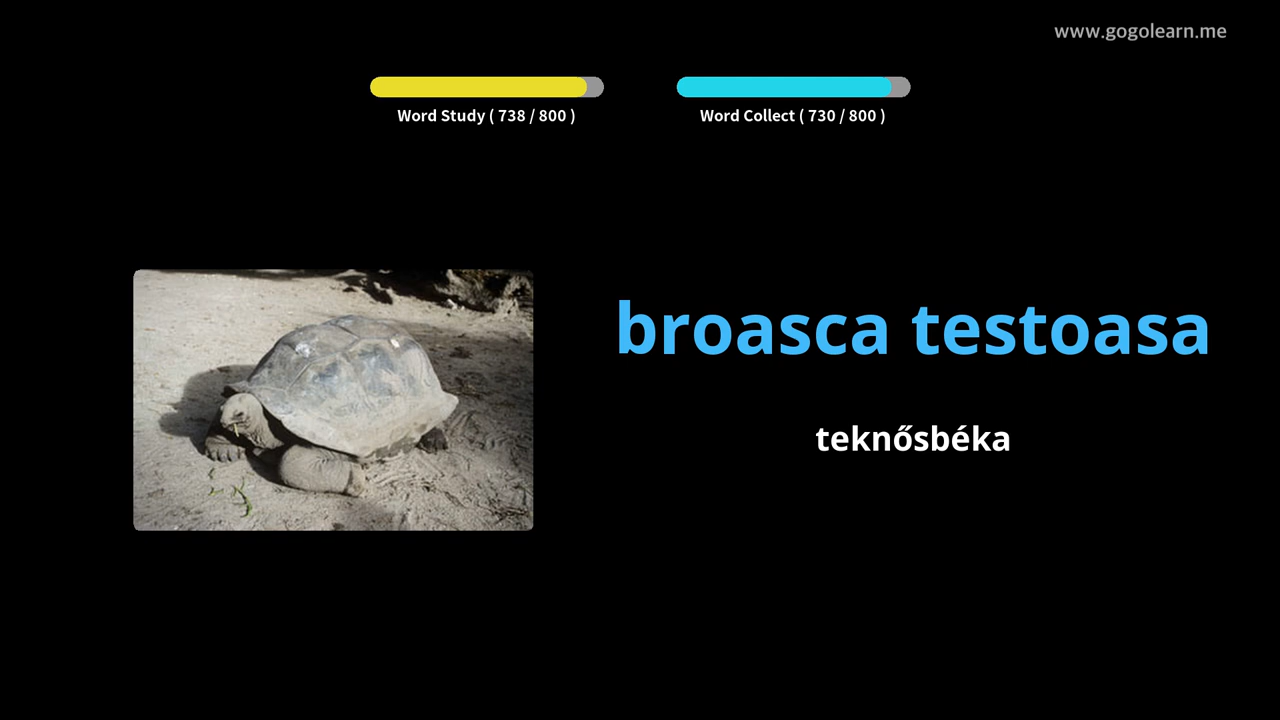 www.gogolearn.me
Word Study ( 738 / 800 )
Word Collect ( 730 / 800 )
broasca testoasa
teknősbéka